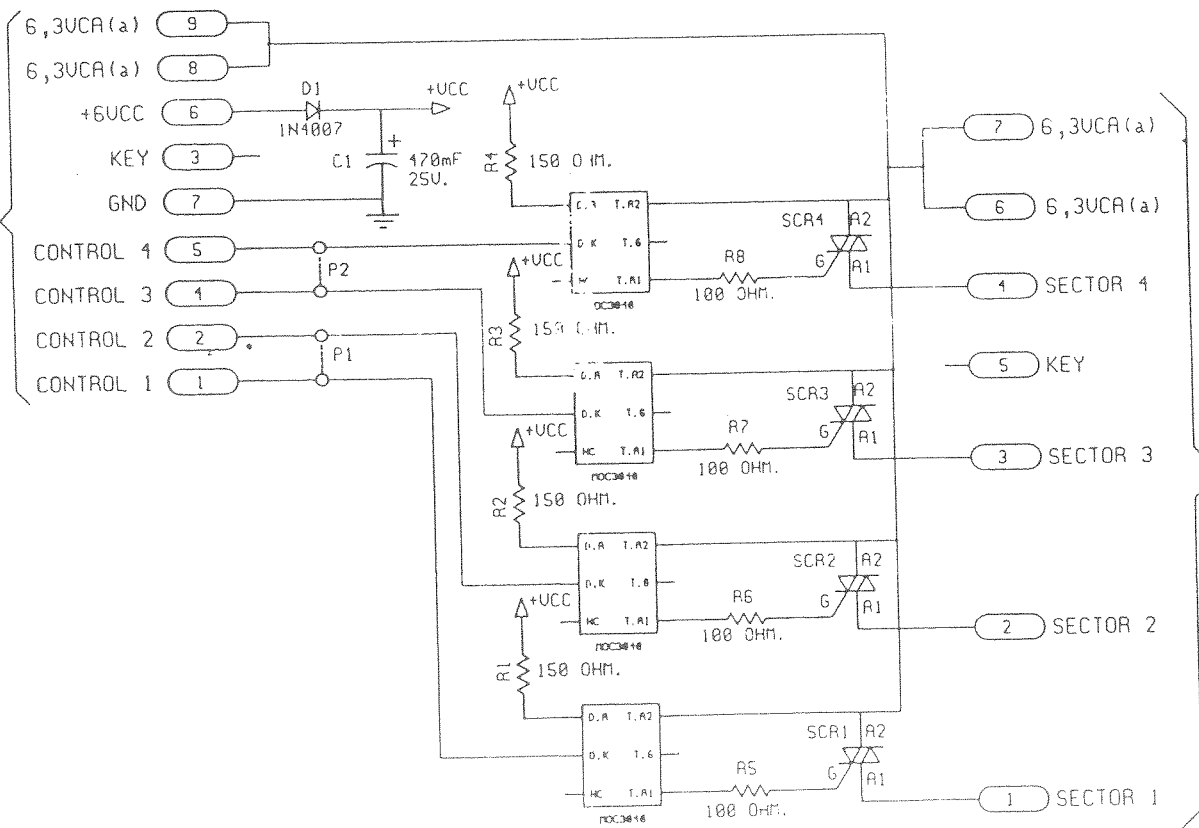 6,3VCA(a) 9
6,3VCA(a) 8
+6VCC 6
KEY 3
GND 7
CONTROL 4 5
CONTROL 3 4
CONTROL 2 2
CONTROL 1 1
D1
1N4007
+VCC
C1
+
470mF
25V.
P2
P1
+VCC
R4
150
T.A2
D.K T.G
T.A1
R8
100 OHM.
SCR4
A2
G
A1
+VCC
R3
D.A T.A2
D.K T.G
NC T.A1
MOC3040
R7
100 OHM.
SCR3
A2
G
A1
+VCC
R2
150 OHM.
D.A T.A2
D.K T.G
NC T.A1
MOC3040
R6
100 OHM.
SCR2
A2
G
A1
+VCC
R1
150 OHM.
D.A T.A2
D.K T.G
NC T.A1
MOC3040
R5
100 OHM.
SCR1
A2
G
A1
7 6,3VCA(a)
6 6,3VCA(a)
4 SECTOR 4
5 KEY
3 SECTOR 3
2 SECTOR 2
1 SECTOR 1